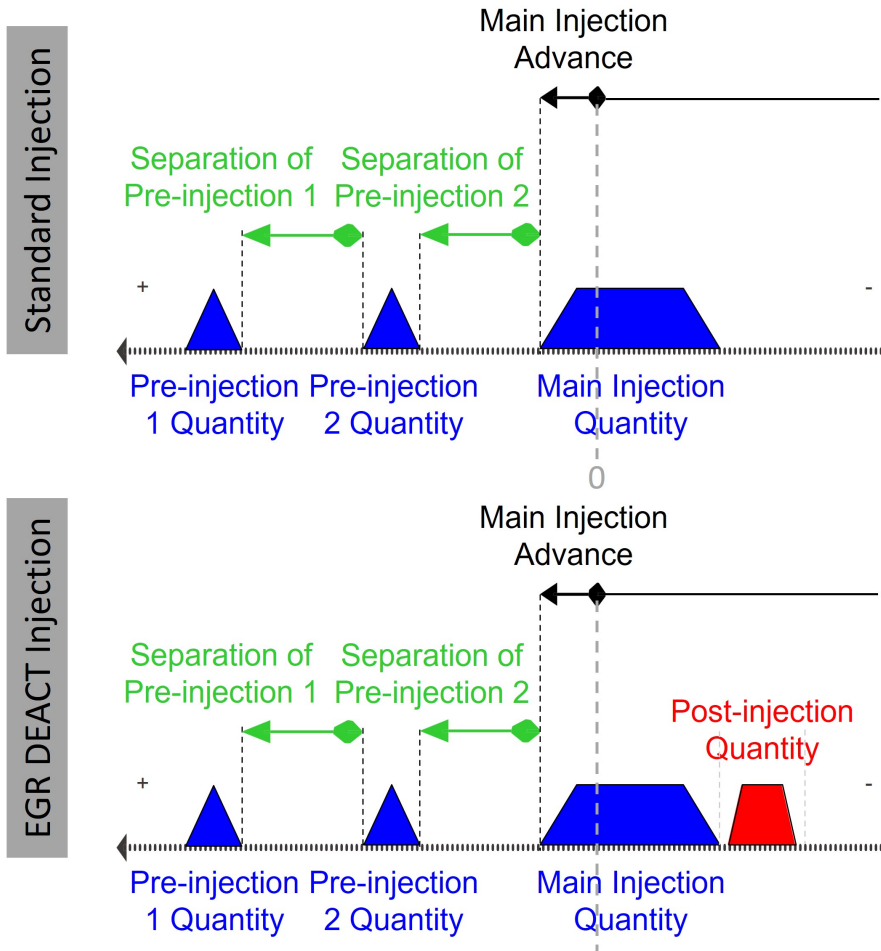 Standard Injection
Main Injection
Advance
Separation of
Pre-injection 1
Separation of
Pre-injection 2
+
-
Pre-injection
1 Quantity
Pre-injection
2 Quantity
Main Injection
Quantity
0
EGR DEACT Injection
Main Injection
Advance
Separation of
Pre-injection 1
Separation of
Pre-injection 2
Post-injection
Quantity
+
-
Pre-injection
1 Quantity
Pre-injection
2 Quantity
Main Injection
Quantity